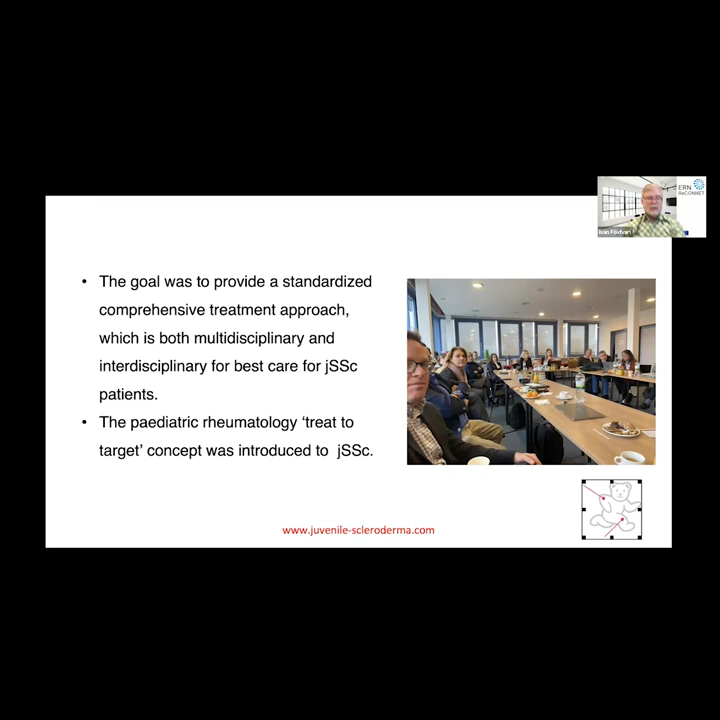 ERN
ReCONNET
Ivan Földvari
• The goal was to provide a standardized
comprehensive treatment approach,
which is both multidisciplinary and
interdisciplinary for best care for jSSc
patients.
• The paediatric rheumatology ‘treat to
target’ concept was introduced to jSSc.
www.juvenile-scleroderma.com